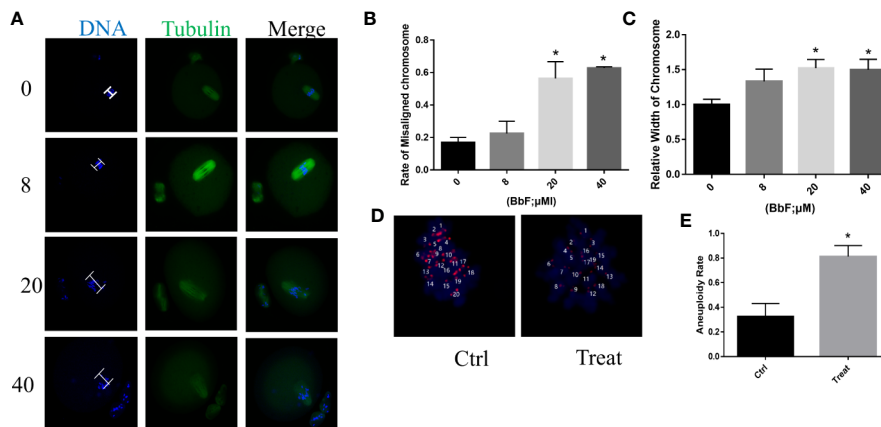 A
DNA Tubulin Merge
0
8
20
40
B
Rate of Misaligned chromosome
0.8
0.6
0.4
0.2
0.0
* *
0 8 20 40
(BbF;μMl)
C
Relative Width of Chromosome
2.0
1.5
1.0
0.5
0.0
* *
0 8 20 40
(BbF;μM)
D
Ctrl Treat
E
Aneuploidy Rate
1.0
0.8
0.6
0.4
0.2
0.0
*
Ctrl Treat